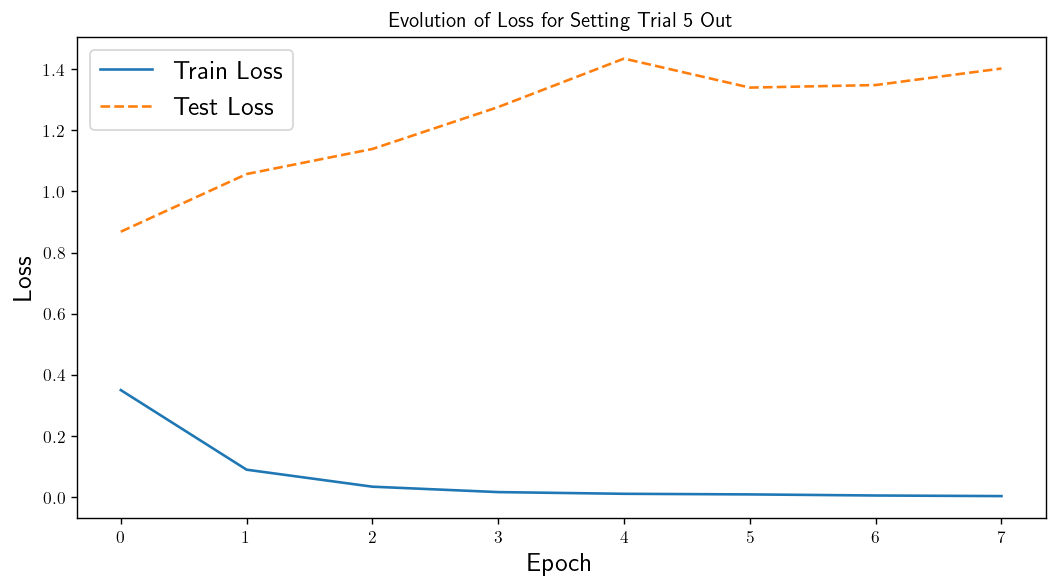 Evolution of Loss for Setting Trial 5 Out
Train Loss
Test Loss
1.4
1.2
1.0
0.8
0.6
0.4
0.2
0.0
Loss
0 1 2 3 4 5 6 7
Epoch